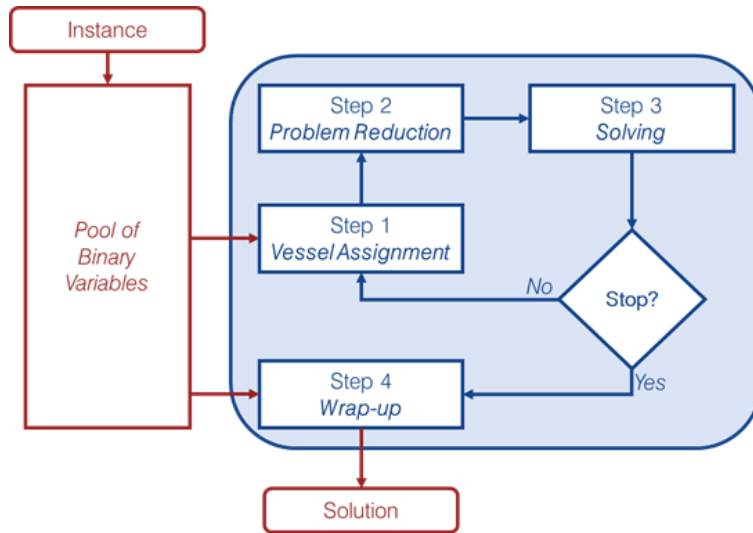 Instance
Pool of
Binary
Variables
Step 2
Problem Reduction
Step 3
Solving
Step 1
Vessel Assignment
No
Stop?
Yes
Step 4
Wrap-up
Solution